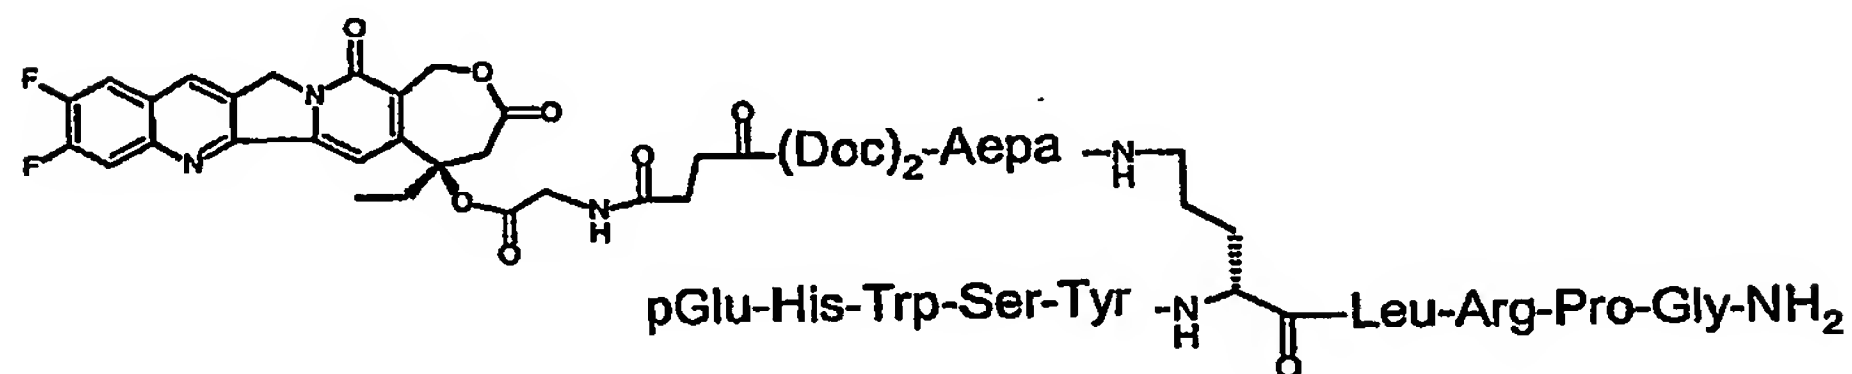 O
F
N
O
O
F
N
O
O
O
(Doc)₂-Aepa
N
H
O
N
H
O
pGlu-His-Trp-Ser-Tyr
N
H
Leu-Arg-Pro-Gly-NH₂
O